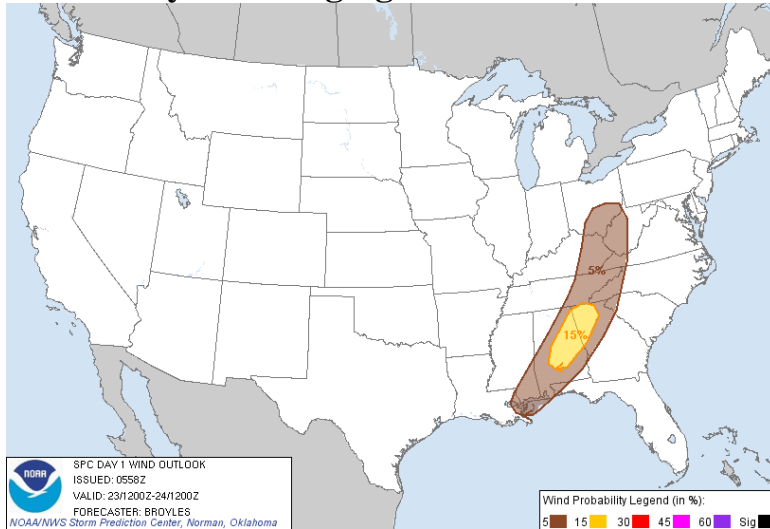 5%
15%
NOAA
SPC DAY 1 WIND OUTLOOK
ISSUED: 0558Z
VALID: 23/1200Z-24/1200Z
FORECASTER: BROYLES
NOAA/NWS Storm Prediction Center, Norman, Oklahoma
Wind Probability Legend (in %):
5 15 30 45 60 Sig